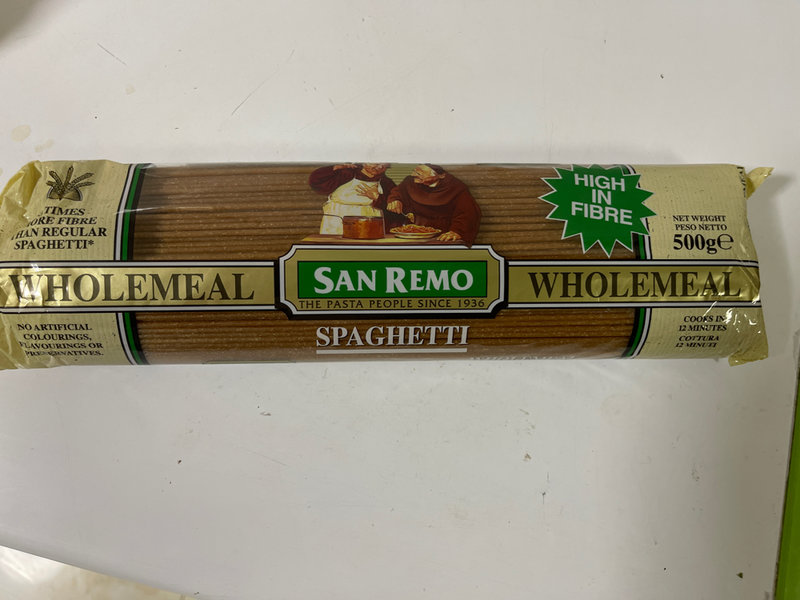 TIMES
MORE FIBRE
THAN REGULAR
SPAGHETTI*
HIGH
IN
FIBRE
NET WEIGHT
PESO NETTO
500g℮
WHOLEMEAL
SAN REMO
THE PASTA PEOPLE SINCE 1936
WHOLEMEAL
SPAGHETTI
NO ARTIFICIAL
COLOURINGS,
FLAVOURINGS OR
PRESERVATIVES.
COOKS IN
12 MINUTES
COTTURA
12 MINUTI